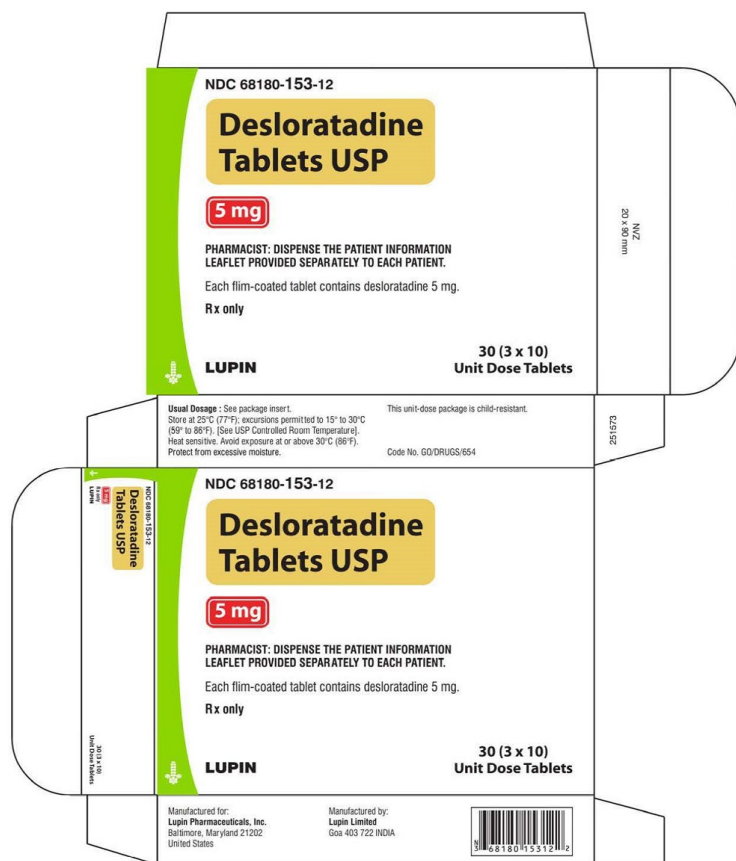 NDC 68180-153-12
Desloratadine
Tablets USP
5 mg
PHARMACIST: DISPENSE THE PATIENT INFORMATION
LEAFLET PROVIDED SEPARATELY TO EACH PATIENT.
Each flim-coated tablet contains desloratadine 5 mg.
Rx only
30 (3 x 10)
Unit Dose Tablets
LUPIN
NVZ
20 x 90 mm
Usual Dosage : See package insert.
Store at 25°C (77°F); excursions permitted to 15° to 30°C
(59° to 86°F). [See USP Controlled Room Temperature].
Heat sensitive. Avoid exposure at or above 30°C (86°F).
Protect from excessive moisture.
This unit-dose package is child-resistant.
Code No. GO/DRUGS/654
251573
NDC 68180-153-12
Desloratadine
Tablets USP
5 mg
Rx only
LUPIN
30 (3 x 10)
Unit Dose Tablets
NDC 68180-153-12
Desloratadine
Tablets USP
5 mg
PHARMACIST: DISPENSE THE PATIENT INFORMATION
LEAFLET PROVIDED SEPARATELY TO EACH PATIENT.
Each flim-coated tablet contains desloratadine 5 mg.
Rx only
30 (3 x 10)
Unit Dose Tablets
LUPIN
Manufactured for:
Lupin Pharmaceuticals, Inc.
Baltimore, Maryland 21202
United States
Manufactured by:
Lupin Limited
Goa 403 722 INDIA
N 3 68180 15312 2